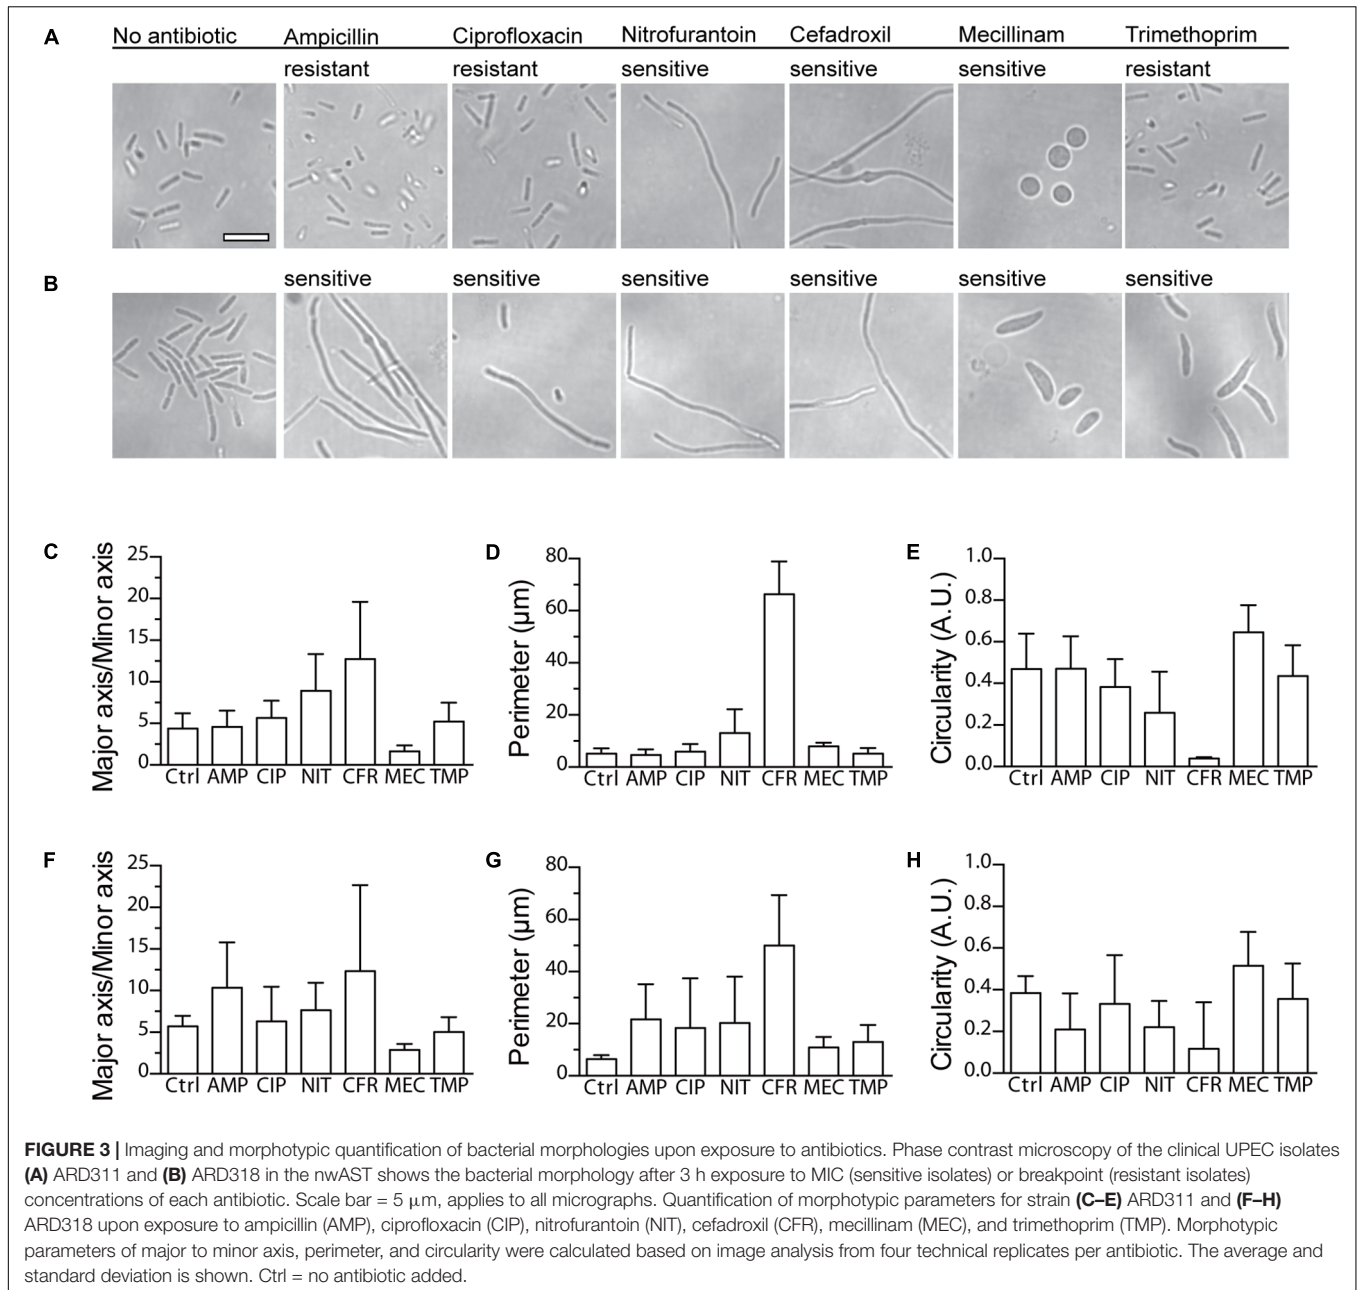 A
No antibiotic Ampicillin Ciprofloxacin Nitrofurantoin Cefadroxil Mecillinam Trimethoprim
resistant resistant sensitive sensitive sensitive resistant
B
sensitive sensitive sensitive sensitive sensitive sensitive
C
Major axis/Minor axis
25
20
15
10
5
0
Ctrl AMP CIP NIT CFR MEC TMP
D
Perimeter (µm)
80
60
40
20
0
Ctrl AMP CIP NIT CFR MEC TMP
E
Circularity (A.U.)
1.0
0.8
0.6
0.4
0.2
0.0
Ctrl AMP CIP NIT CFR MEC TMP
F
Major axis/Minor axis
25
20
15
10
5
0
Ctrl AMP CIP NIT CFR MEC TMP
G
Perimeter (µm)
80
60
40
20
0
Ctrl AMP CIP NIT CFR MEC TMP
H
Circularity (A.U.)
1.0
0.8
0.6
0.4
0.2
0.0
Ctrl AMP CIP NIT CFR MEC TMP
FIGURE 3 | Imaging and morphotypic quantification of bacterial morphologies upon exposure to antibiotics. Phase contrast microscopy of the clinical UPEC isolates
(A) ARD311 and (B) ARD318 in the nwAST shows the bacterial morphology after 3 h exposure to MIC (sensitive isolates) or breakpoint (resistant isolates)
concentrations of each antibiotic. Scale bar = 5 µm, applies to all micrographs. Quantification of morphotypic parameters for strain (C–E) ARD311 and (F–H)
ARD318 upon exposure to ampicillin (AMP), ciprofloxacin (CIP), nitrofurantoin (NIT), cefadroxil (CFR), mecillinam (MEC), and trimethoprim (TMP). Morphotypic
parameters of major to minor axis, perimeter, and circularity were calculated based on image analysis from four technical replicates per antibiotic. The average and
standard deviation is shown. Ctrl = no antibiotic added.